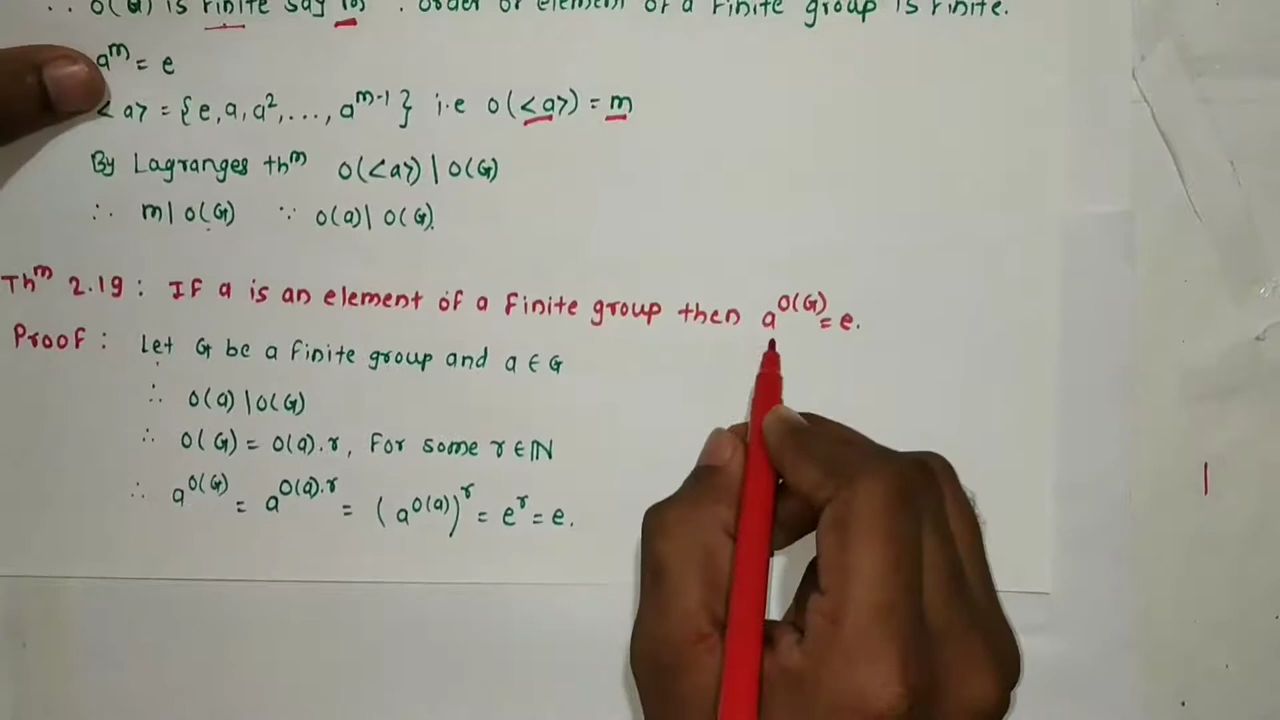 ∴ O(G) is finite say m ∵ order of element of a finite group is finite.
a^m = e
<a> = {e, a, a², ..., a^(m-1)} i.e O(<a>) = m
By Lagranges th^m O(<a>) | O(G)
∴ m | O(G) ∵ O(a) | O(G).
Th^m 2.19 : If a is an element of a finite group then a^O(G) = e.
Proof : Let G be a finite group and a ∈ G
∴ O(a) | O(G)
∴ O(G) = O(a).r, For some r ∈ ℕ
∴ a^O(G) = a^O(a).r = (a^O(a))^r = e^r = e.